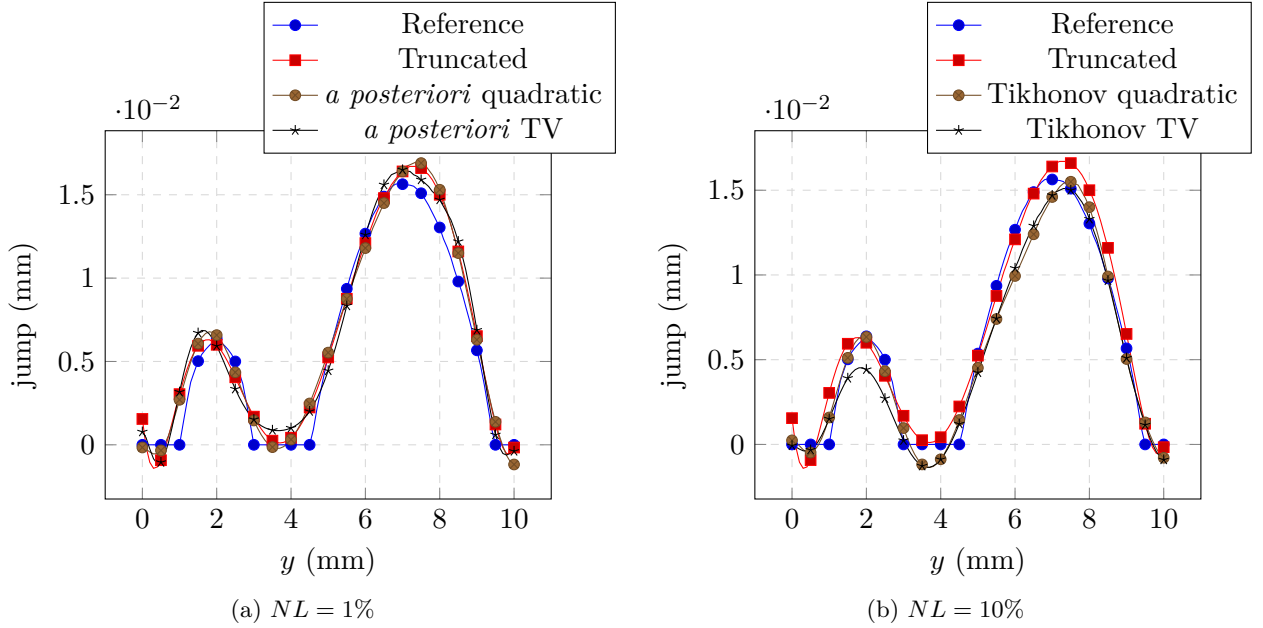 Reference
Truncated
a posteriori quadratic
a posteriori TV
·10⁻²
1.5
1
0.5
0
jump (mm)
0 2 4 6 8 10
y (mm)
(a) NL = 1%
Reference
Truncated
Tikhonov quadratic
Tikhonov TV
·10⁻²
1.5
1
0.5
0
jump (mm)
0 2 4 6 8 10
y (mm)
(b) NL = 10%